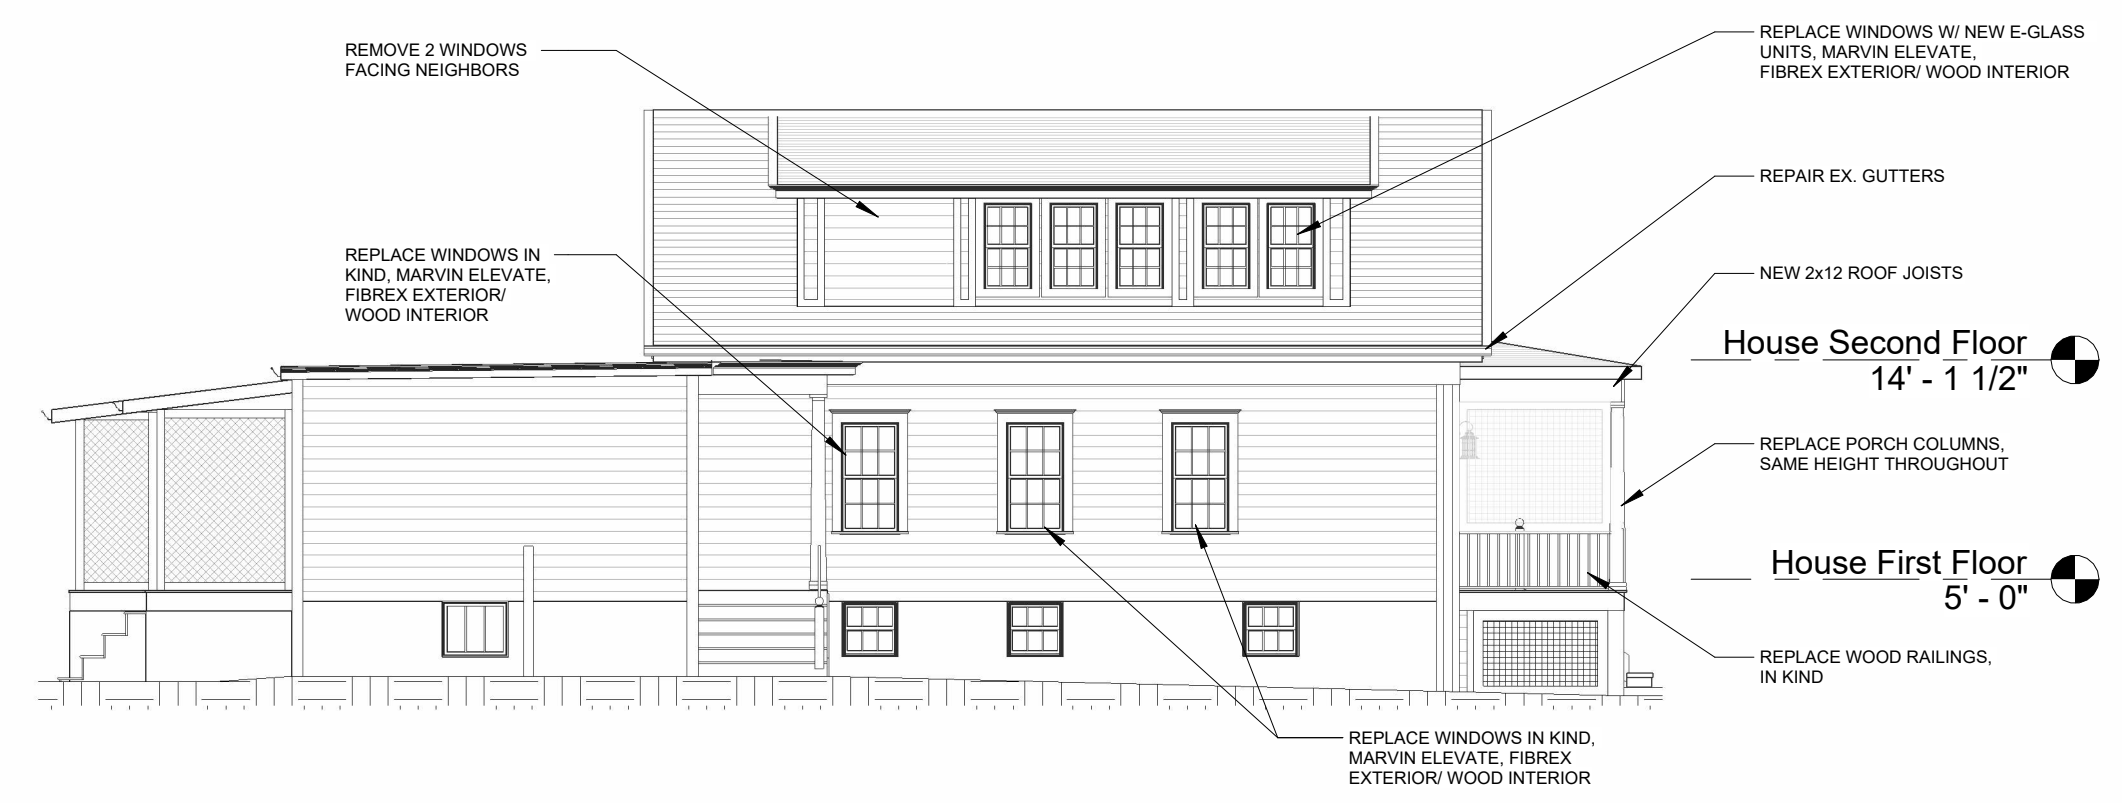 REMOVE 2 WINDOWS
FACING NEIGHBORS
REPLACE WINDOWS IN
KIND, MARVIN ELEVATE,
FIBREX EXTERIOR/
WOOD INTERIOR
REPLACE WINDOWS W/ NEW E-GLASS
UNITS, MARVIN ELEVATE,
FIBREX EXTERIOR/ WOOD INTERIOR
REPAIR EX. GUTTERS
NEW 2x12 ROOF JOISTS
House Second Floor
14' - 1 1/2"
REPLACE PORCH COLUMNS,
SAME HEIGHT THROUGHOUT
House First Floor
5' - 0"
REPLACE WOOD RAILINGS,
IN KIND
REPLACE WINDOWS IN KIND,
MARVIN ELEVATE, FIBREX
EXTERIOR/ WOOD INTERIOR